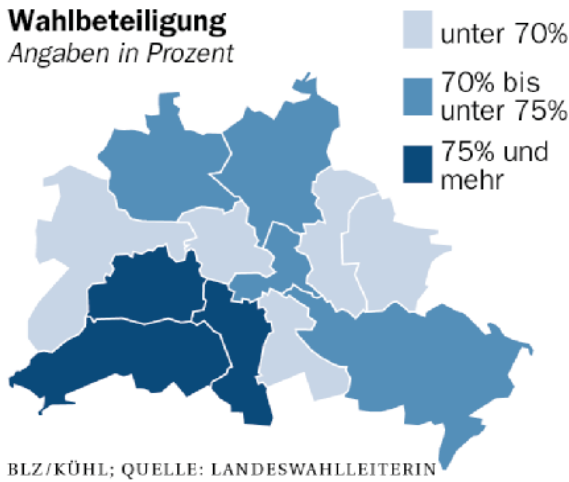 Wahlbeteiligung
Angaben in Prozent
unter 70%
70% bis
unter 75%
75% und
mehr
BLZ/KÜHL; QUELLE: LANDESWAHLLEITERIN